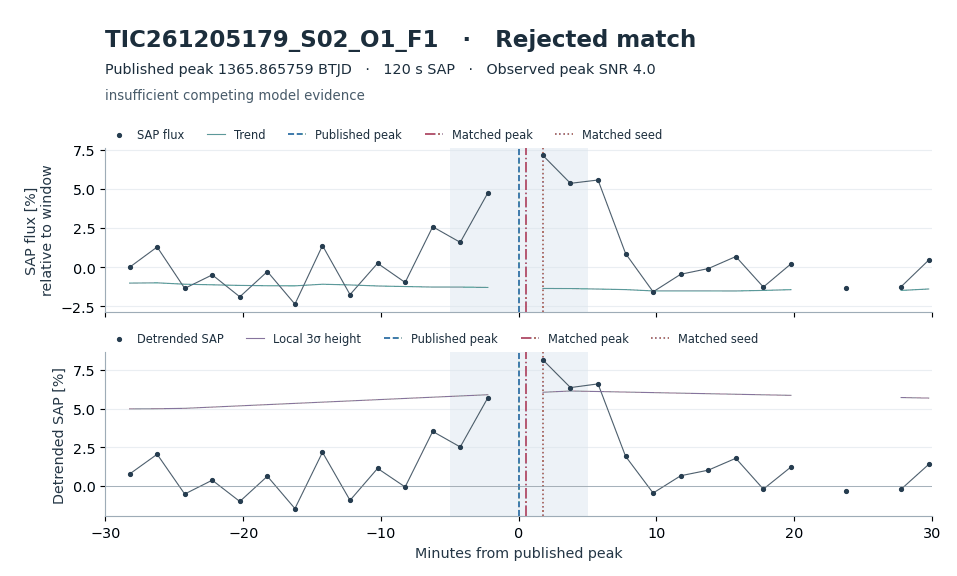 TIC261205179_S02_O1_F1 · Rejected match
Published peak 1365.865759 BTJD · 120 s SAP · Observed peak SNR 4.0
insufficient competing model evidence
SAP flux Trend Published peak Matched peak Matched seed
SAP flux [%]
relative to window
7.5
5.0
2.5
0.0
−2.5
Detrended SAP Local 3σ height Published peak Matched peak Matched seed
Detrended SAP [%]
7.5
5.0
2.5
0.0
−30 −20 −10 0 10 20 30
Minutes from published peak